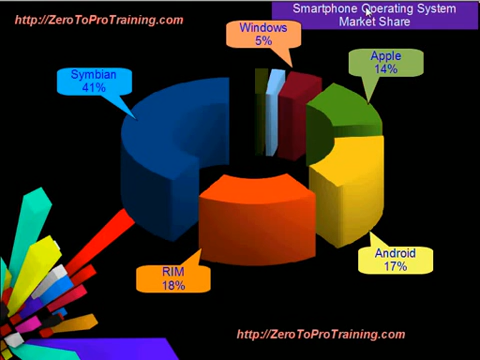 http://ZeroToProTraining.com
Smartphone Operating System
Market Share
Windows
5%
Apple
14%
Symbian
41%
Android
17%
RIM
18%
http://ZeroToProTraining.com